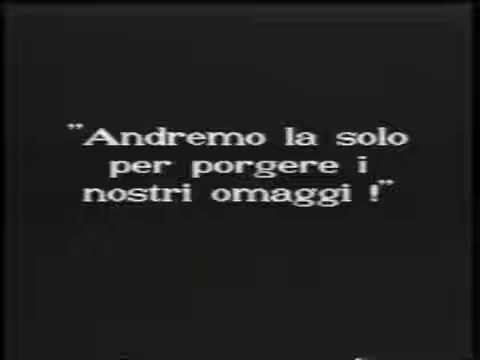 "Andremo la solo
per porgere i
nostri omaggi !"